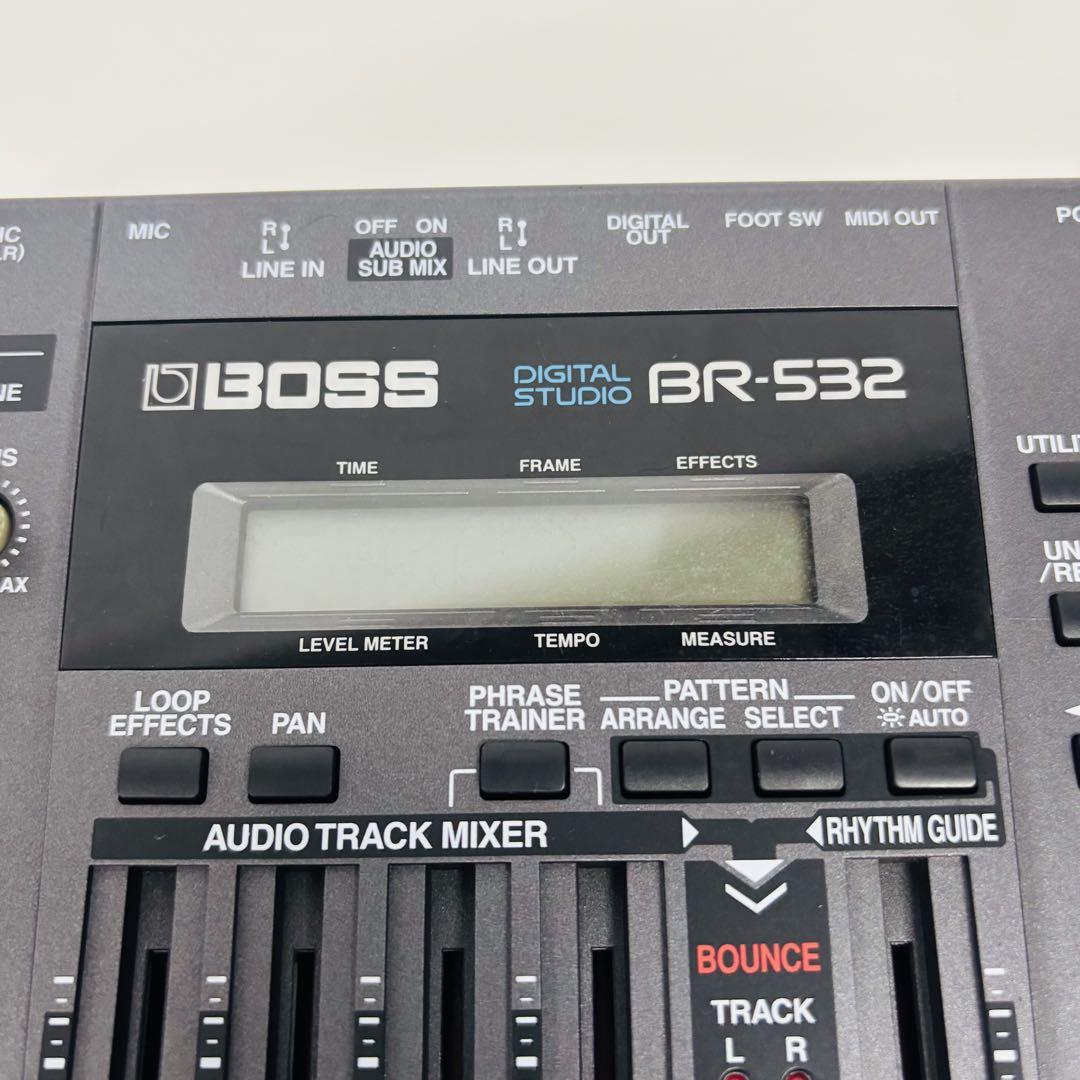 MIC
R
L
LINE IN
OFF ON
AUDIO
SUB MIX
R
L
LINE OUT
DIGITAL
OUT
FOOT SW
MIDI OUT
BOSS
DIGITAL
STUDIO
BR-532
TIME
FRAME
EFFECTS
LEVEL METER
TEMPO
MEASURE
LOOP
EFFECTS
PAN
PHRASE
TRAINER
PATTERN
ARRANGE
SELECT
ON/OFF
AUTO
AUDIO TRACK MIXER
RHYTHM GUIDE
BOUNCE
TRACK
L R